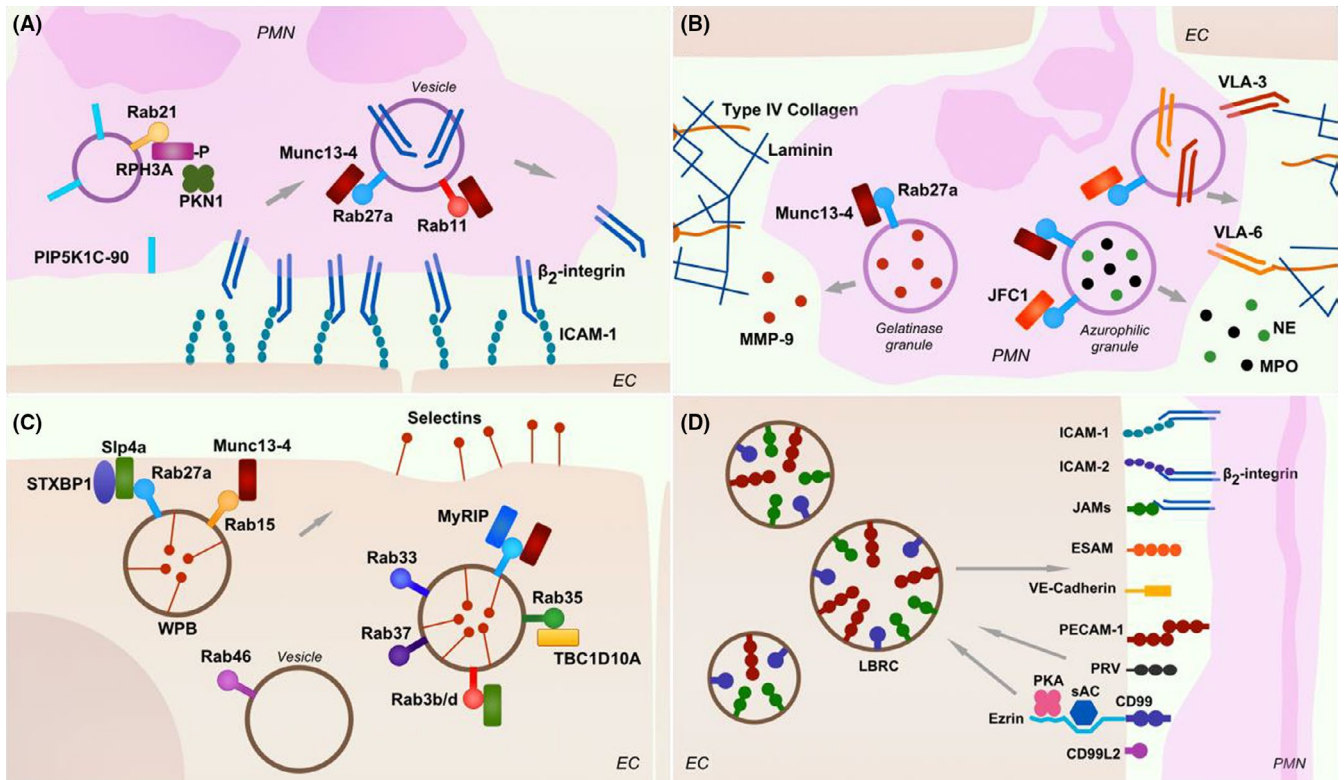 (A)
PMN
Vesicle
Rab21
-P
RPH3A
PKN1
Munc13-4
Rab27a
Rab11
PIP5K1C-90
β2-integrin
ICAM-1
EC
(B)
EC
VLA-3
Type IV Collagen
Laminin
Rab27a
Munc13-4
VLA-6
JFC1
MMP-9
Gelatinase
granule
Azurophilic
granule
NE
MPO
PMN
(C)
Selectins
Slp4a
Munc13-4
STXBP1
Rab27a
Rab15
MyRIP
Rab33
Rab35
WPB
Rab37
TBC1D10A
Rab46
Vesicle
Rab3b/d
EC
(D)
ICAM-1
ICAM-2
β2-integrin
JAMs
ESAM
VE-Cadherin
PECAM-1
LBRC
PRV
PKA
sAC
CD99
Ezrin
CD99L2
EC
PMN